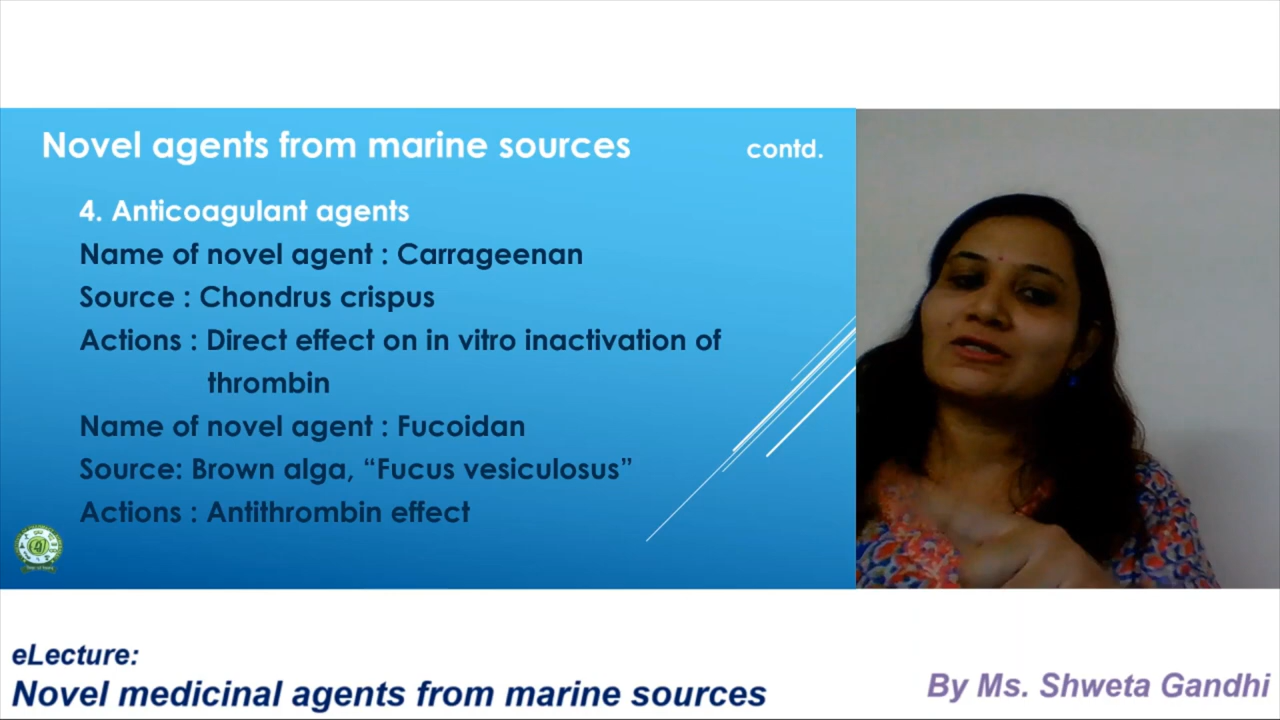 Novel agents from marine sources contd.
4. Anticoagulant agents
Name of novel agent : Carrageenan
Source : Chondrus crispus
Actions : Direct effect on in vitro inactivation of
thrombin
Name of novel agent : Fucoidan
Source: Brown alga, “Fucus vesiculosus”
Actions : Antithrombin effect
eLecture:
Novel medicinal agents from marine sources
By Ms. Shweta Gandhi